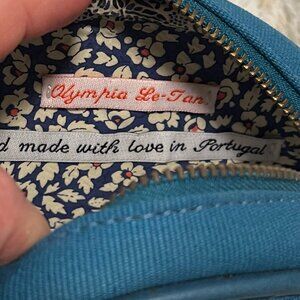 Olympia Le-Tan
d made with love in Portugal